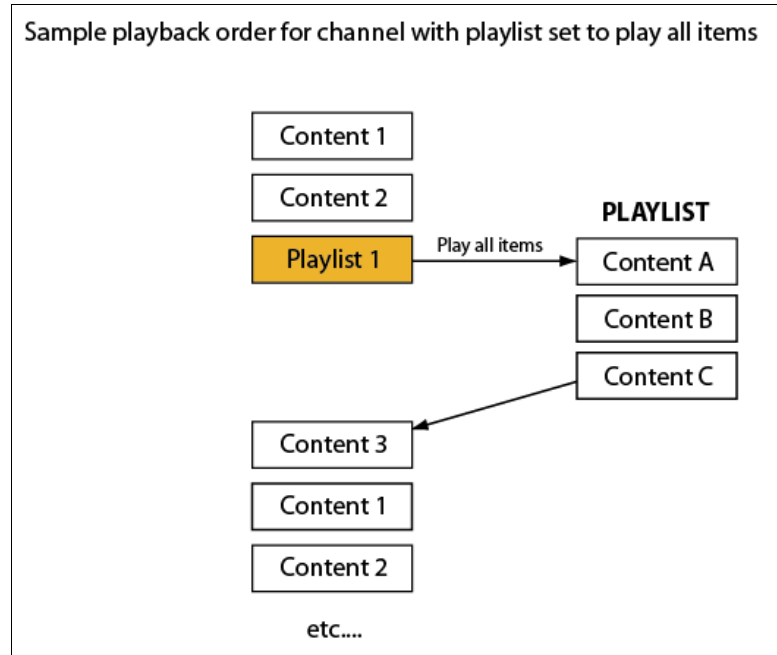 Sample playback order for channel with playlist set to play all items
Content 1
Content 2
PLAYLIST
Playlist 1
Play all items
Content A
Content B
Content C
Content 3
Content 1
Content 2
etc....